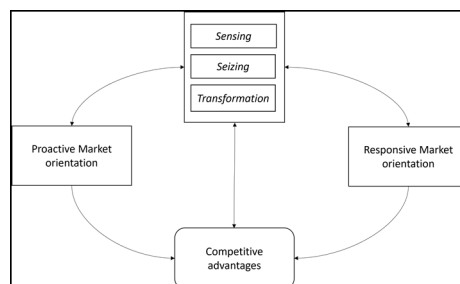 Sensing
Seizing
Transformation
Proactive Market
orientation
Responsive Market
orientation
Competitive
advantages